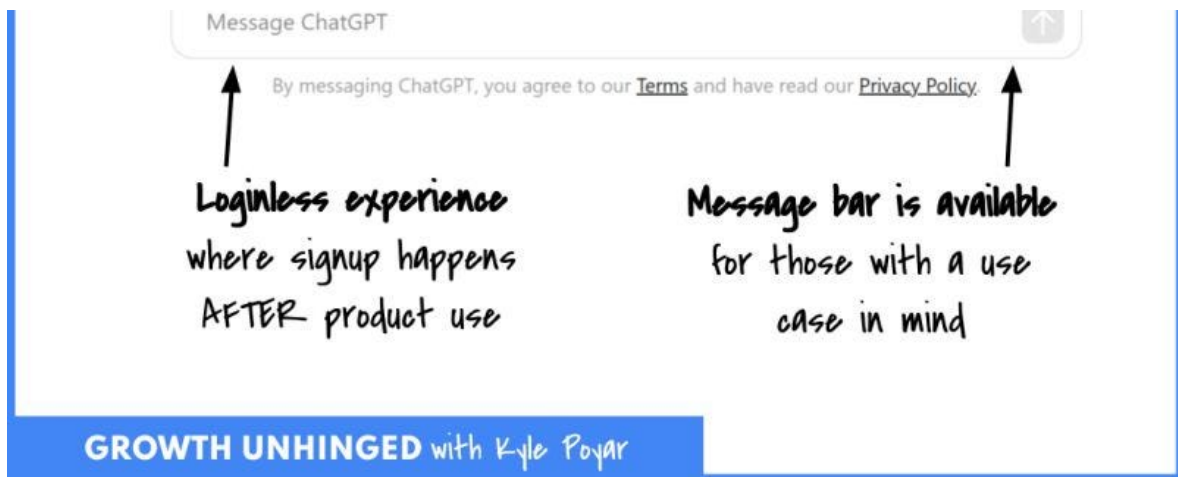 Message ChatGPT
By messaging ChatGPT, you agree to our Terms and have read our Privacy Policy.
Loginless experience
where signup happens
AFTER product use
Message bar is available
for those with a use
case in mind
GROWTH UNHINGED with Kyle Poyar